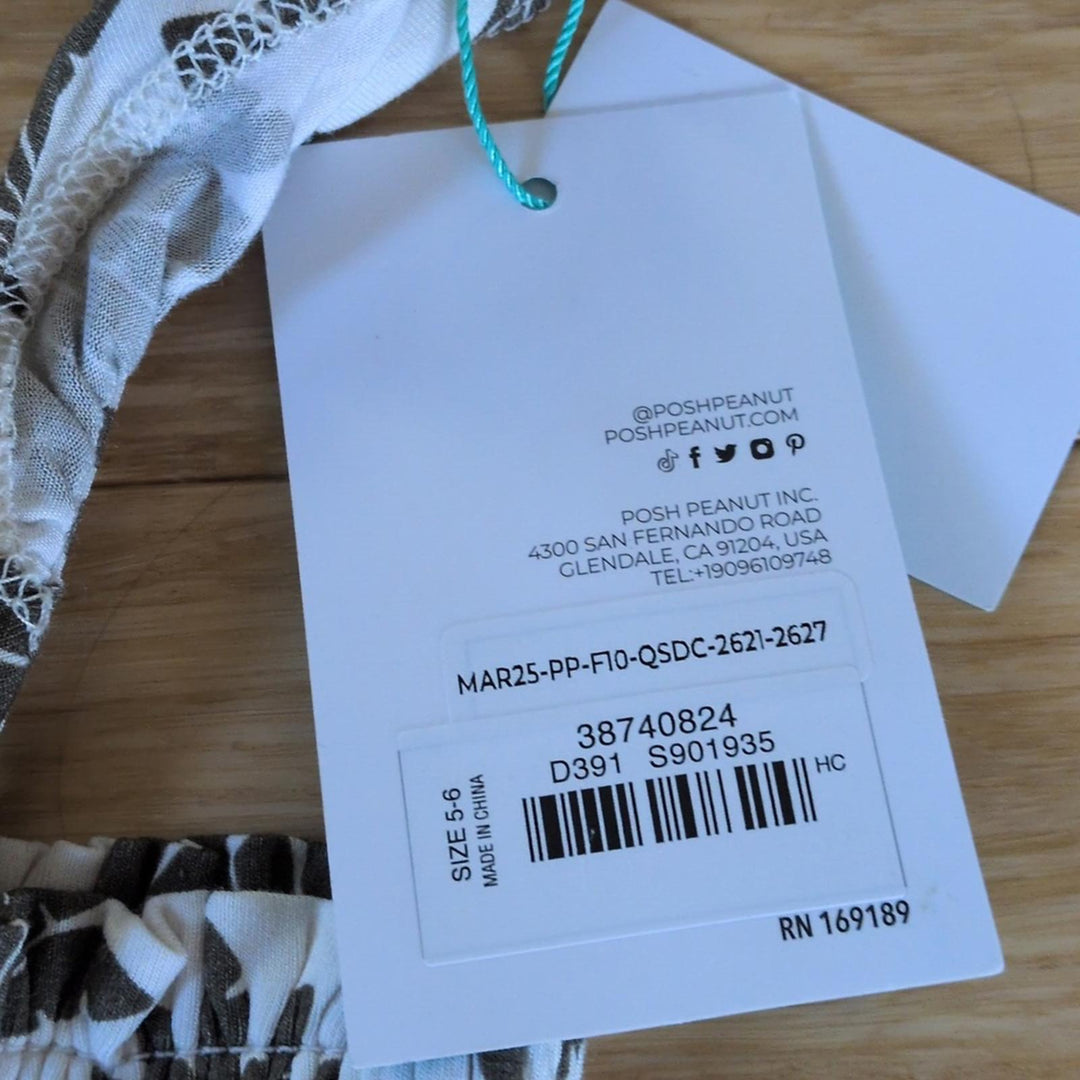 @POSHPEANUT
POSHPEANUT.COM
POSH PEANUT INC.
4300 SAN FERNANDO ROAD
GLENDALE, CA 91204, USA
TEL:+19096109748
MAR25-PP-F10-QSDC-2621-2627
38740824
D391 S901935
HC
SIZE 5-6
MADE IN CHINA
RN 169189